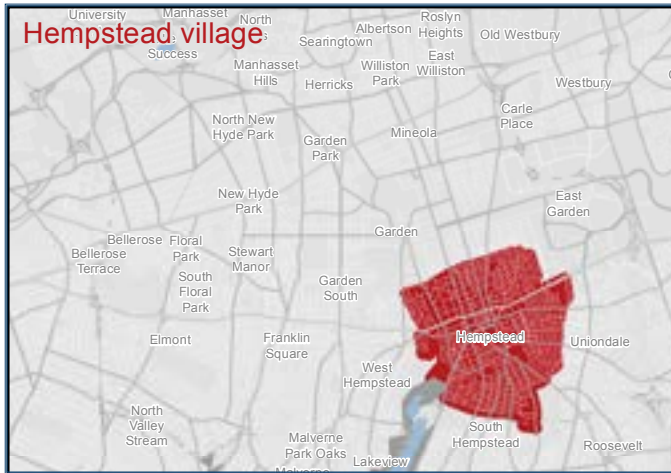 University
Manhasset
Hempstead village
Success
North
Searingtown
Albertson
Roslyn
Heights
Old Westbury
Manhasset
Hills
Herricks
Williston
Park
East
Williston
Westbury
Carle
Place
North New
Hyde Park
Garden
Park
Mineola
New Hyde
Park
East
Garden
Garden
Bellerose
Bellerose
Terrace
Floral
Park
Stewart
Manor
South
Floral
Park
Garden
South
Elmont
Franklin
Square
Hempstead
Uniondale
West
Hempstead
North
Valley
Stream
Malverne
Park Oaks
Malverne
Lakeview
South
Hempstead
Roosevelt